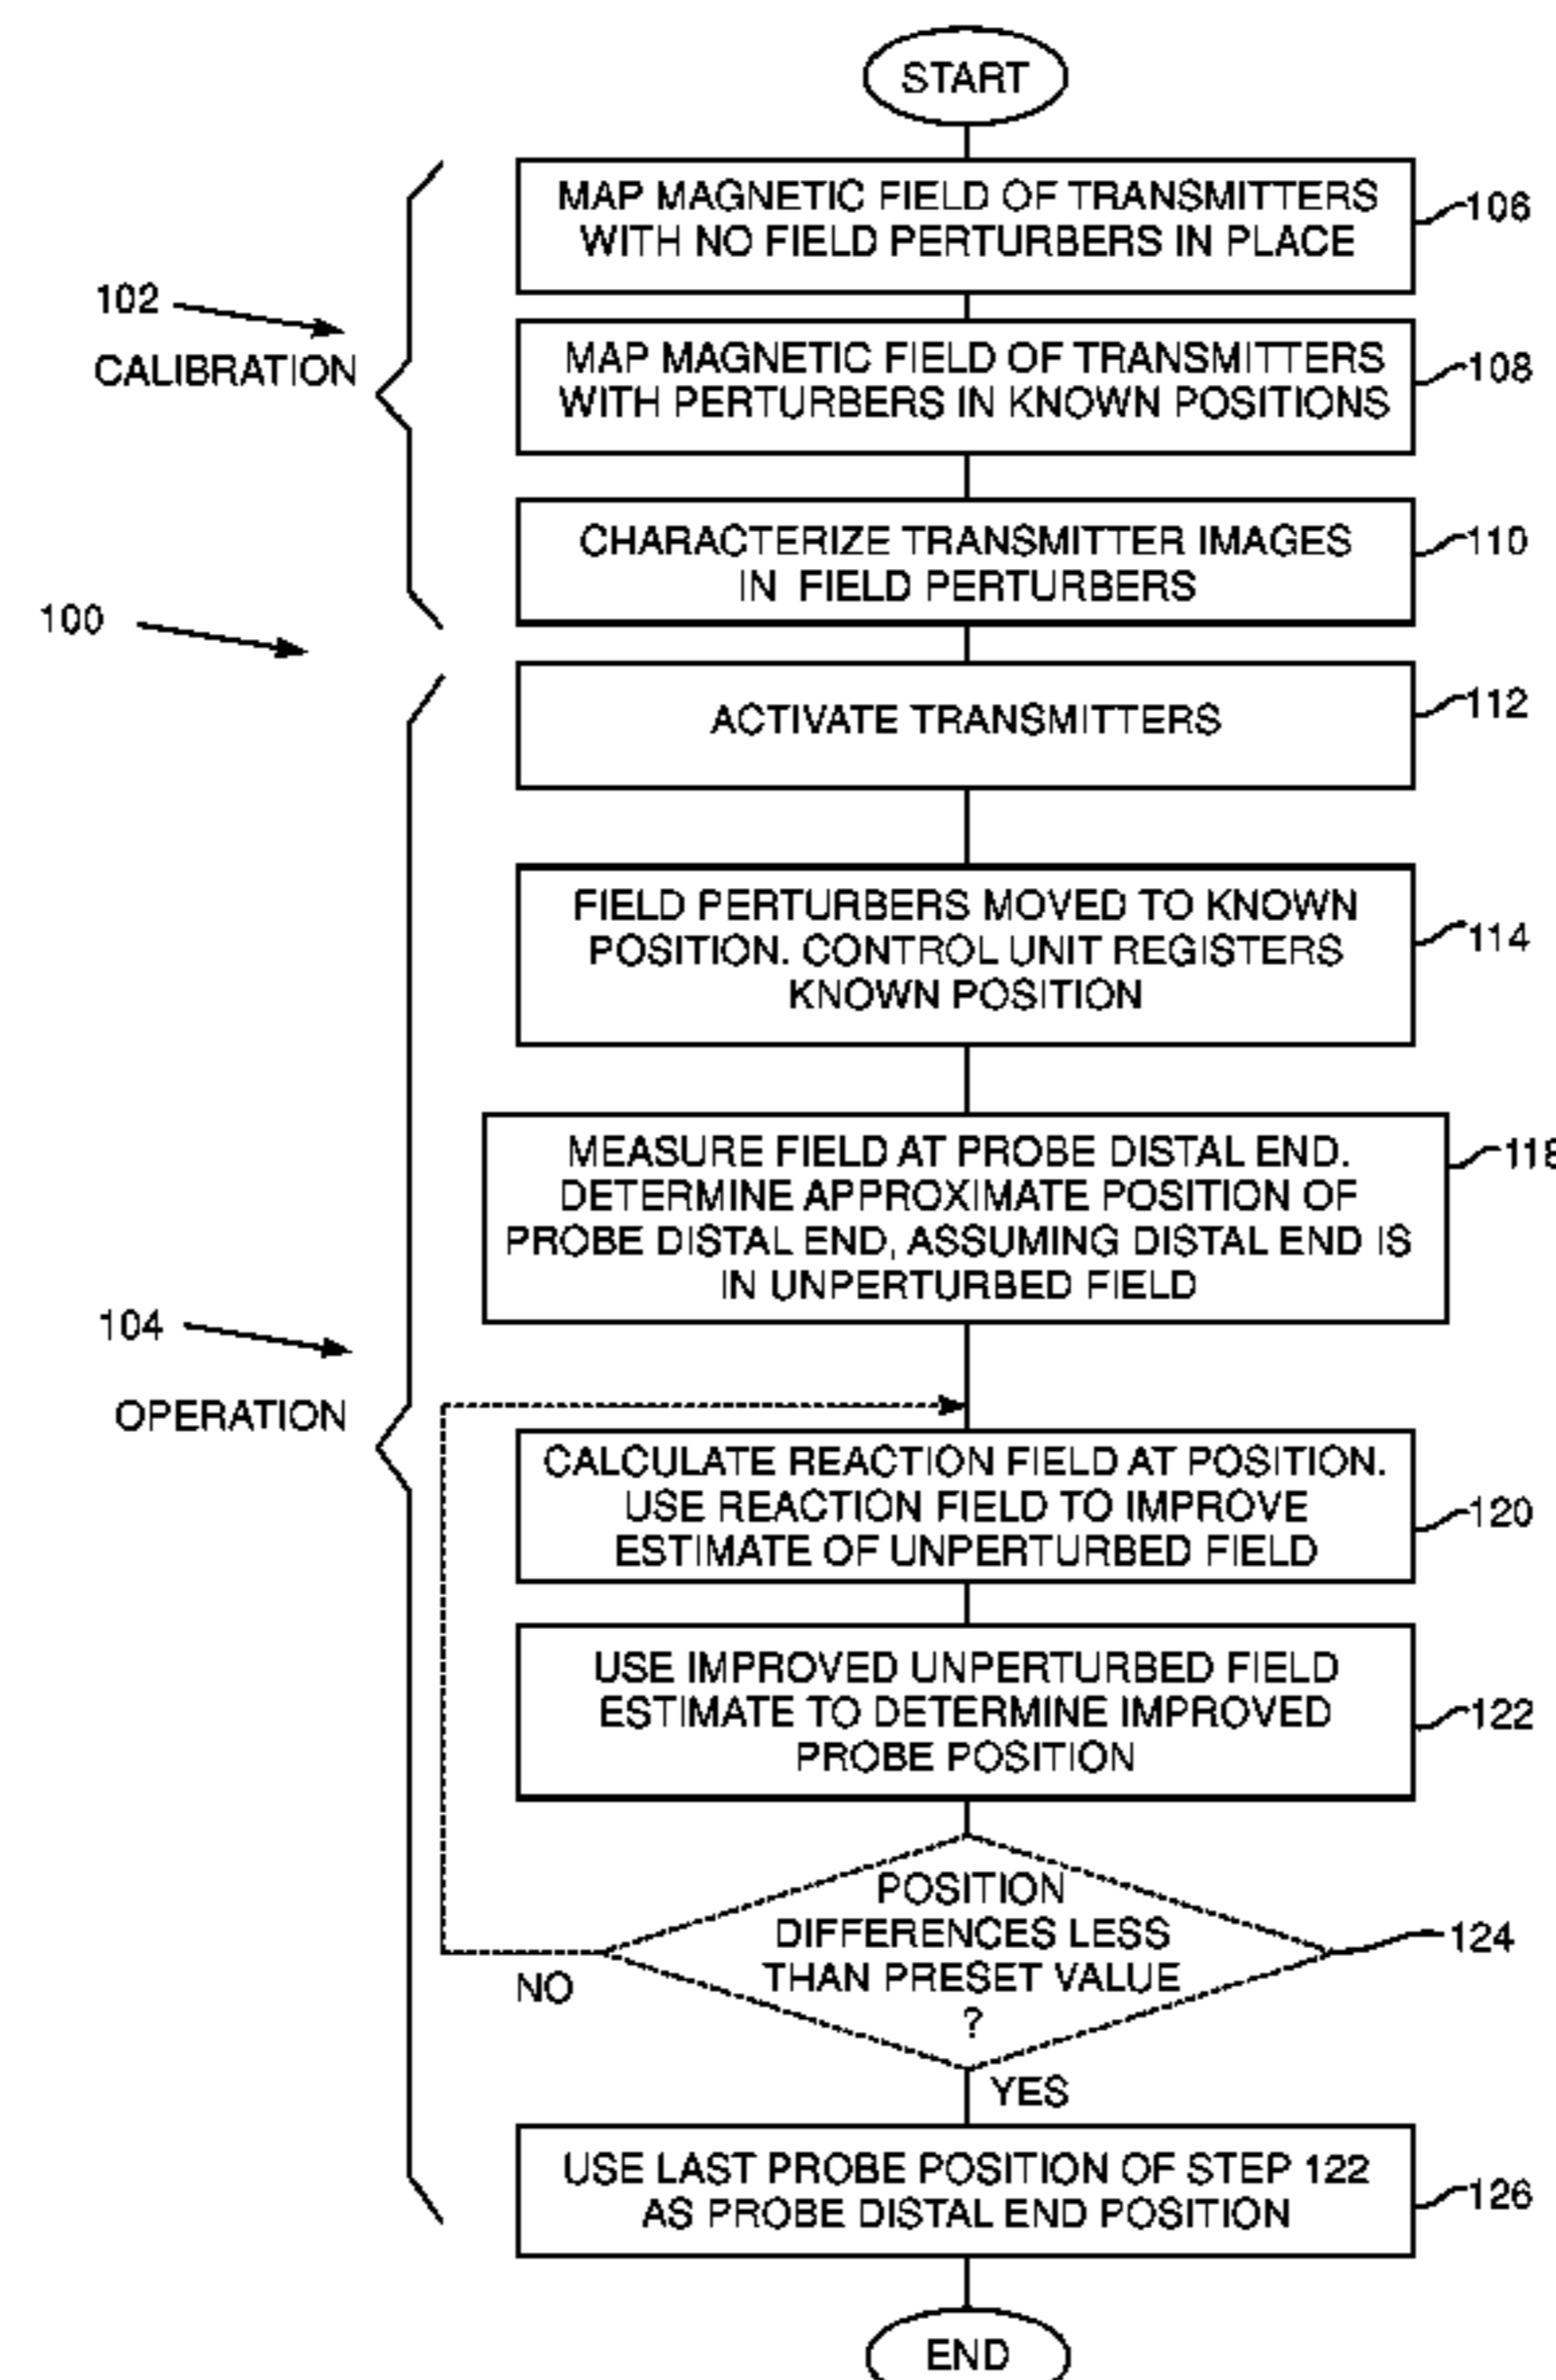 START
MAP MAGNETIC FIELD OF TRANSMITTERS
WITH NO FIELD PERTURBERS IN PLACE
106
102
CALIBRATION
MAP MAGNETIC FIELD OF TRANSMITTERS
WITH PERTURBERS IN KNOWN POSITIONS
108
CHARACTERIZE TRANSMITTER IMAGES
IN FIELD PERTURBERS
110
100
ACTIVATE TRANSMITTERS
112
FIELD PERTURBERS MOVED TO KNOWN
POSITION. CONTROL UNIT REGISTERS
KNOWN POSITION
114
MEASURE FIELD AT PROBE DISTAL END.
DETERMINE APPROXIMATE POSITION OF
PROBE DISTAL END, ASSUMING DISTAL END IS
IN UNPERTURBED FIELD
118
104
OPERATION
CALCULATE REACTION FIELD AT POSITION.
USE REACTION FIELD TO IMPROVE
ESTIMATE OF UNPERTURBED FIELD
120
USE IMPROVED UNPERTURBED FIELD
ESTIMATE TO DETERMINE IMPROVED
PROBE POSITION
122
POSITION
DIFFERENCES LESS
THAN PRESET VALUE
?
124
NO
YES
USE LAST PROBE POSITION OF STEP 122
AS PROBE DISTAL END POSITION
126
END